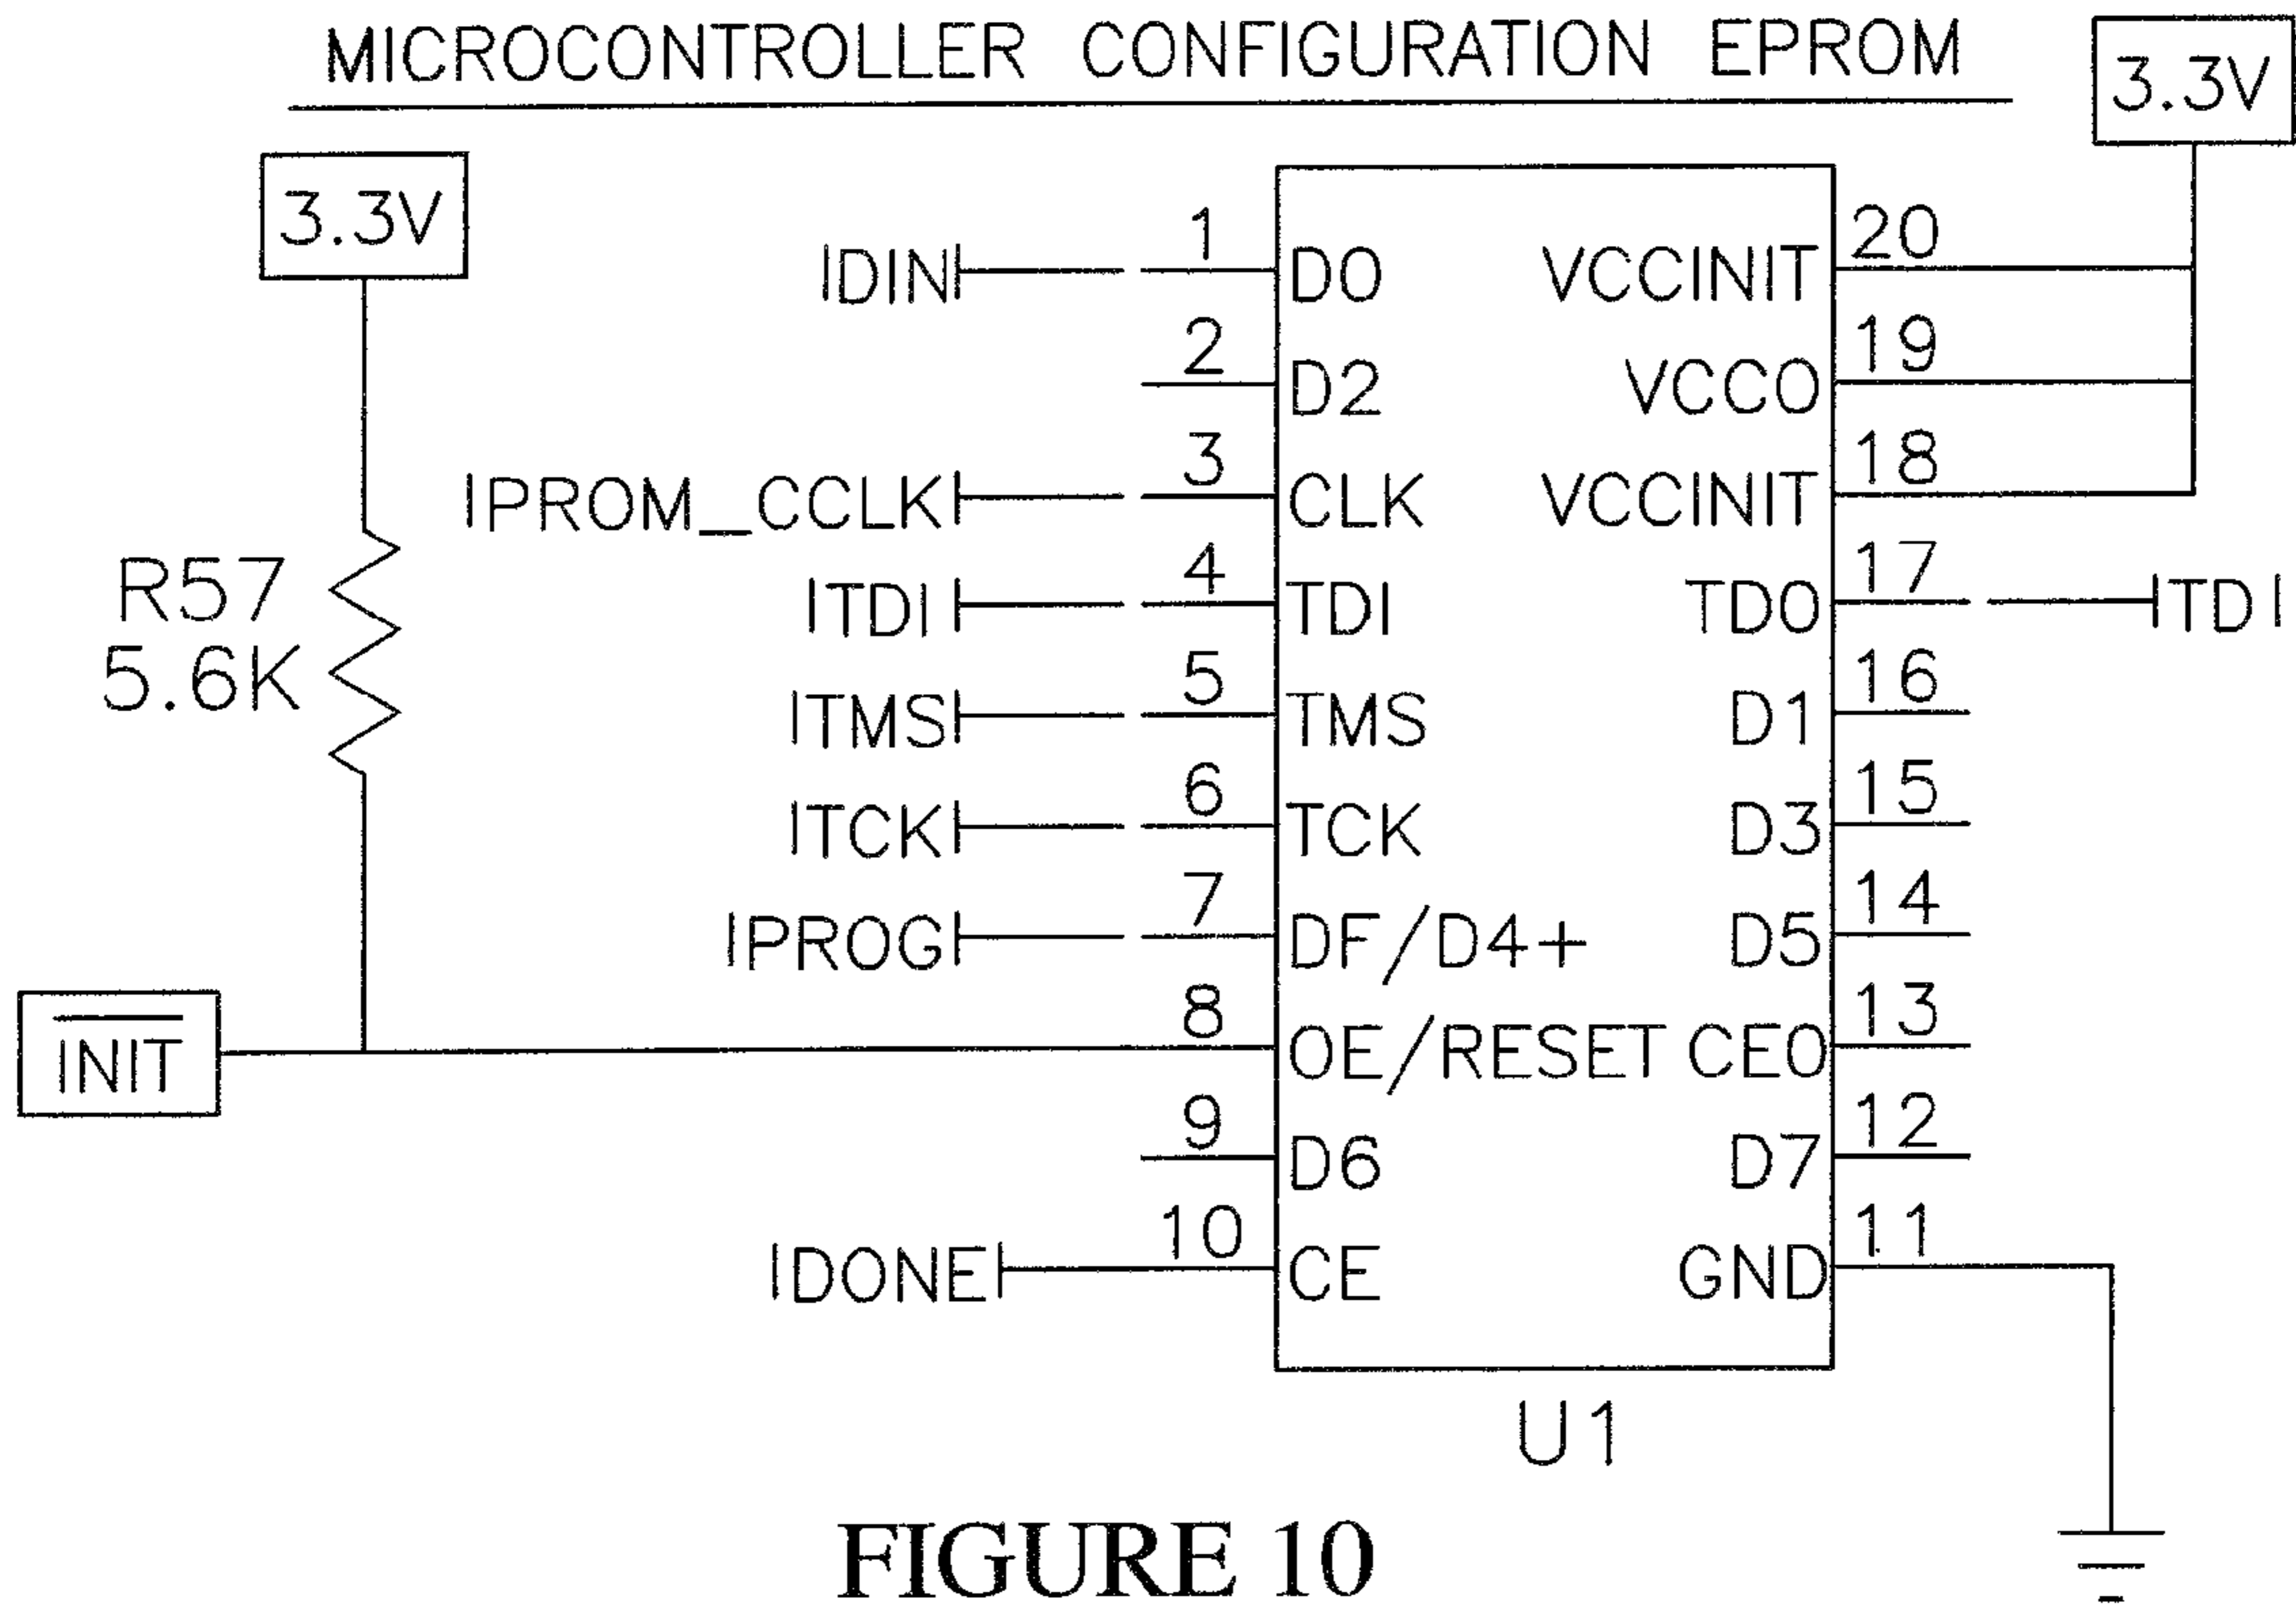 MICROCONTROLLER CONFIGURATION EPROM
3.3V
3.3V
R57
5.6K
INIT
DIN 1 D0
2 D2
PROM_CCLK 3 CLK
TDI 4 TDI
TMS 5 TMS
TCK 6 TCK
PROG 7 DF/D4+
8 OE/RESET
9 D6
DONE 10 CE
VCCINIT 20
VCCO 19
VCCINIT 18
TDO 17 TD
D1 16
D3 15
D5 14
CEO 13
D7 12
GND 11
U1
FIGURE 10